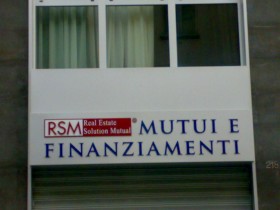 RSM Real Estate Solution Mutual ® MUTUI E
FINANZIAMENTI